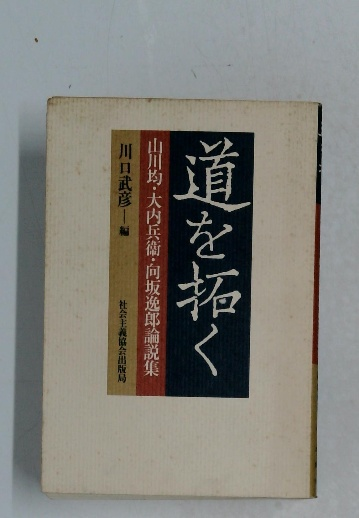 道を拓く
山川均・大内兵衛・向坂逸郎論説集
川口武彦―編
社会主義協会出版局